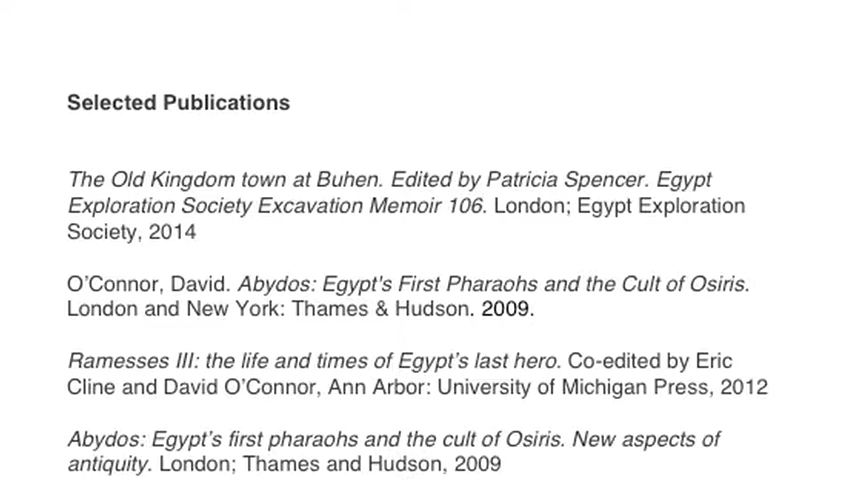 Selected Publications
The Old Kingdom town at Buhen. Edited by Patricia Spencer. Egypt
Exploration Society Excavation Memoir 106. London; Egypt Exploration
Society, 2014
O’Connor, David. Abydos: Egypt's First Pharaohs and the Cult of Osiris.
London and New York: Thames & Hudson. 2009.
Ramesses III: the life and times of Egypt’s last hero. Co-edited by Eric
Cline and David O’Connor, Ann Arbor: University of Michigan Press, 2012
Abydos: Egypt’s first pharaohs and the cult of Osiris. New aspects of
antiquity. London; Thames and Hudson, 2009